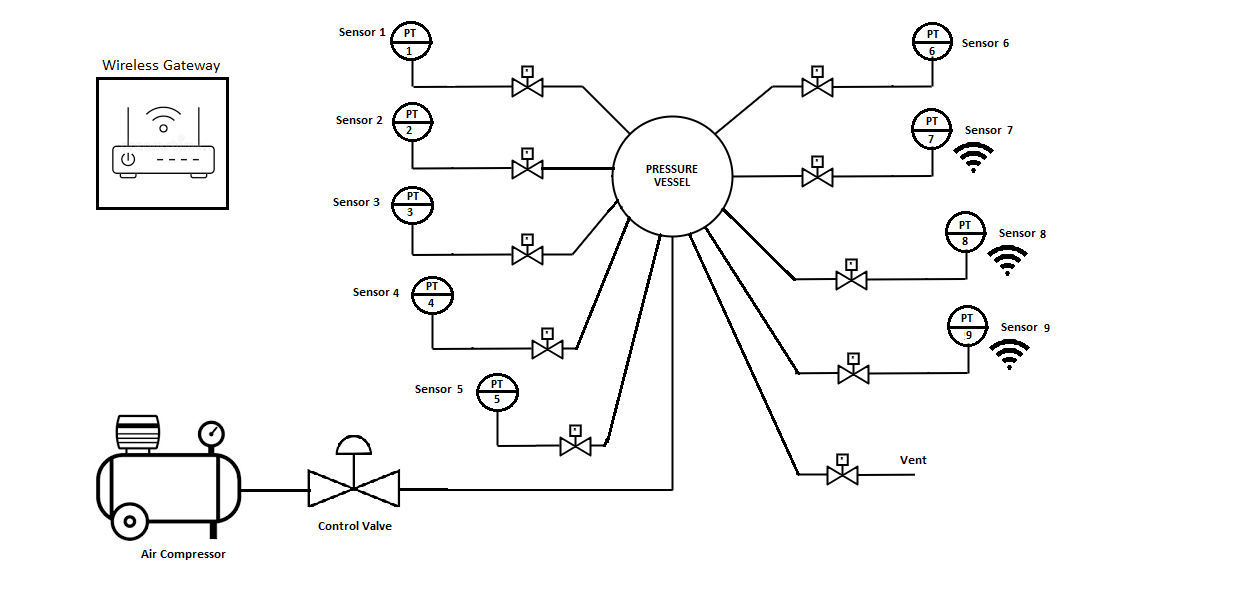 Wireless Gateway
Sensor 1
PT
1
Sensor 2
PT
2
Sensor 3
PT
3
Sensor 4
PT
4
Sensor 5
PT
5
PRESSURE
VESSEL
PT
6
Sensor 6
PT
7
Sensor 7
PT
8
Sensor 8
PT
9
Sensor 9
Vent
Control Valve
Air Compressor